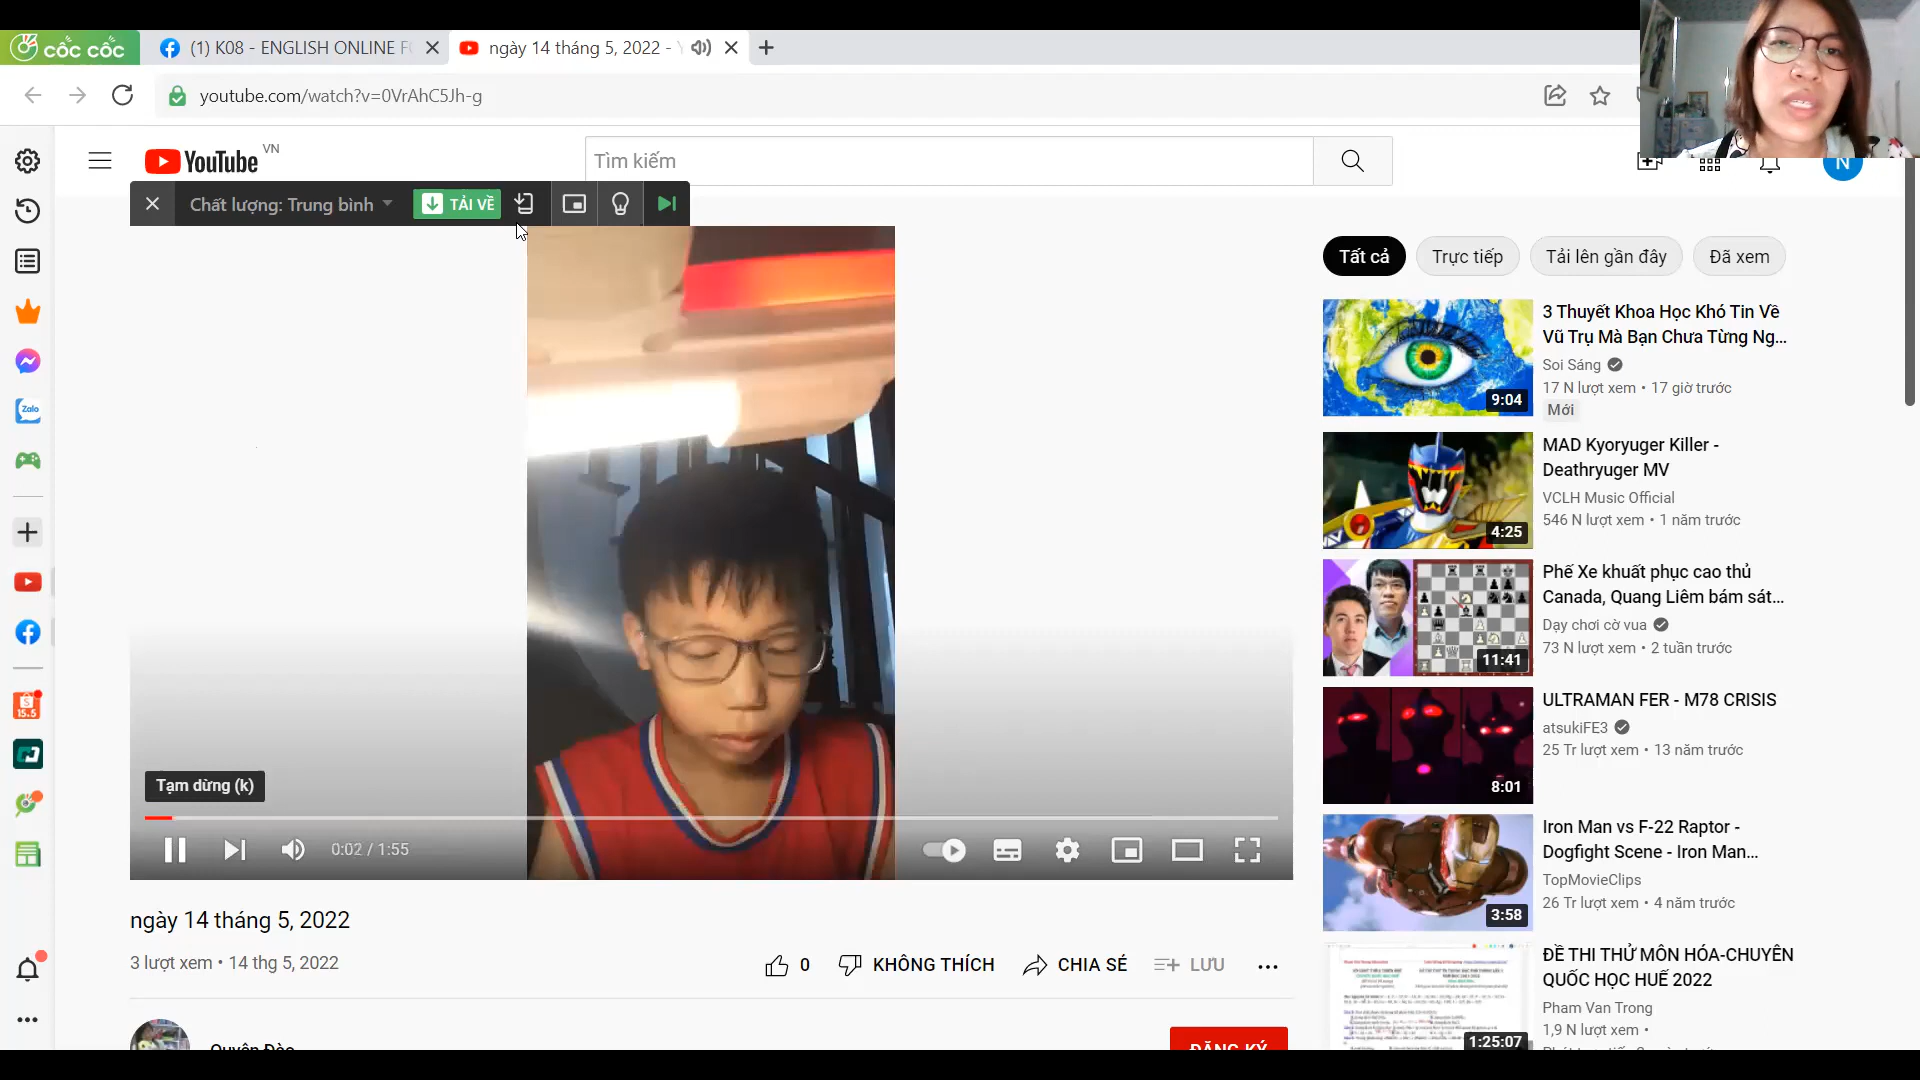 cốc cốc
(1) K08 - ENGLISH ONLINE FO
ngày 14 tháng 5, 2022 -
youtube.com/watch?v=0VrAhC5Jh-g
YouTube VN
Tìm kiếm
N
Chất lượng: Trung bình
TẢI VỀ
Zalo
15.5
Tạm dừng (k)
0:02 / 1:55
ngày 14 tháng 5, 2022
3 lượt xem • 14 thg 5, 2022
0
KHÔNG THÍCH
CHIA SẺ
LƯU
Quyên Đào
ĐĂNG KÝ
Tất cả
Trực tiếp
Tải lên gần đây
Đã xem
3 Thuyết Khoa Học Khó Tin Về
Vũ Trụ Mà Bạn Chưa Từng Ng...
Soi Sáng
17 N lượt xem • 17 giờ trước
Mới
9:04
MAD Kyoryuger Killer -
Deathryuger MV
VCLH Music Official
546 N lượt xem • 1 năm trước
4:25
Phế Xe khuất phục cao thủ
Canada, Quang Liêm bám sát...
Dạy chơi cờ vua
73 N lượt xem • 2 tuần trước
11:41
ULTRAMAN FER - M78 CRISIS
atsukiFE3
25 Tr lượt xem • 13 năm trước
8:01
Iron Man vs F-22 Raptor -
Dogfight Scene - Iron Man...
TopMovieClips
26 Tr lượt xem • 4 năm trước
3:58
ĐỀ THI THỬ MÔN HÓA-CHUYÊN
QUỐC HỌC HUẾ 2022
Pham Van Trong
1,9 N lượt xem •
1:25:07